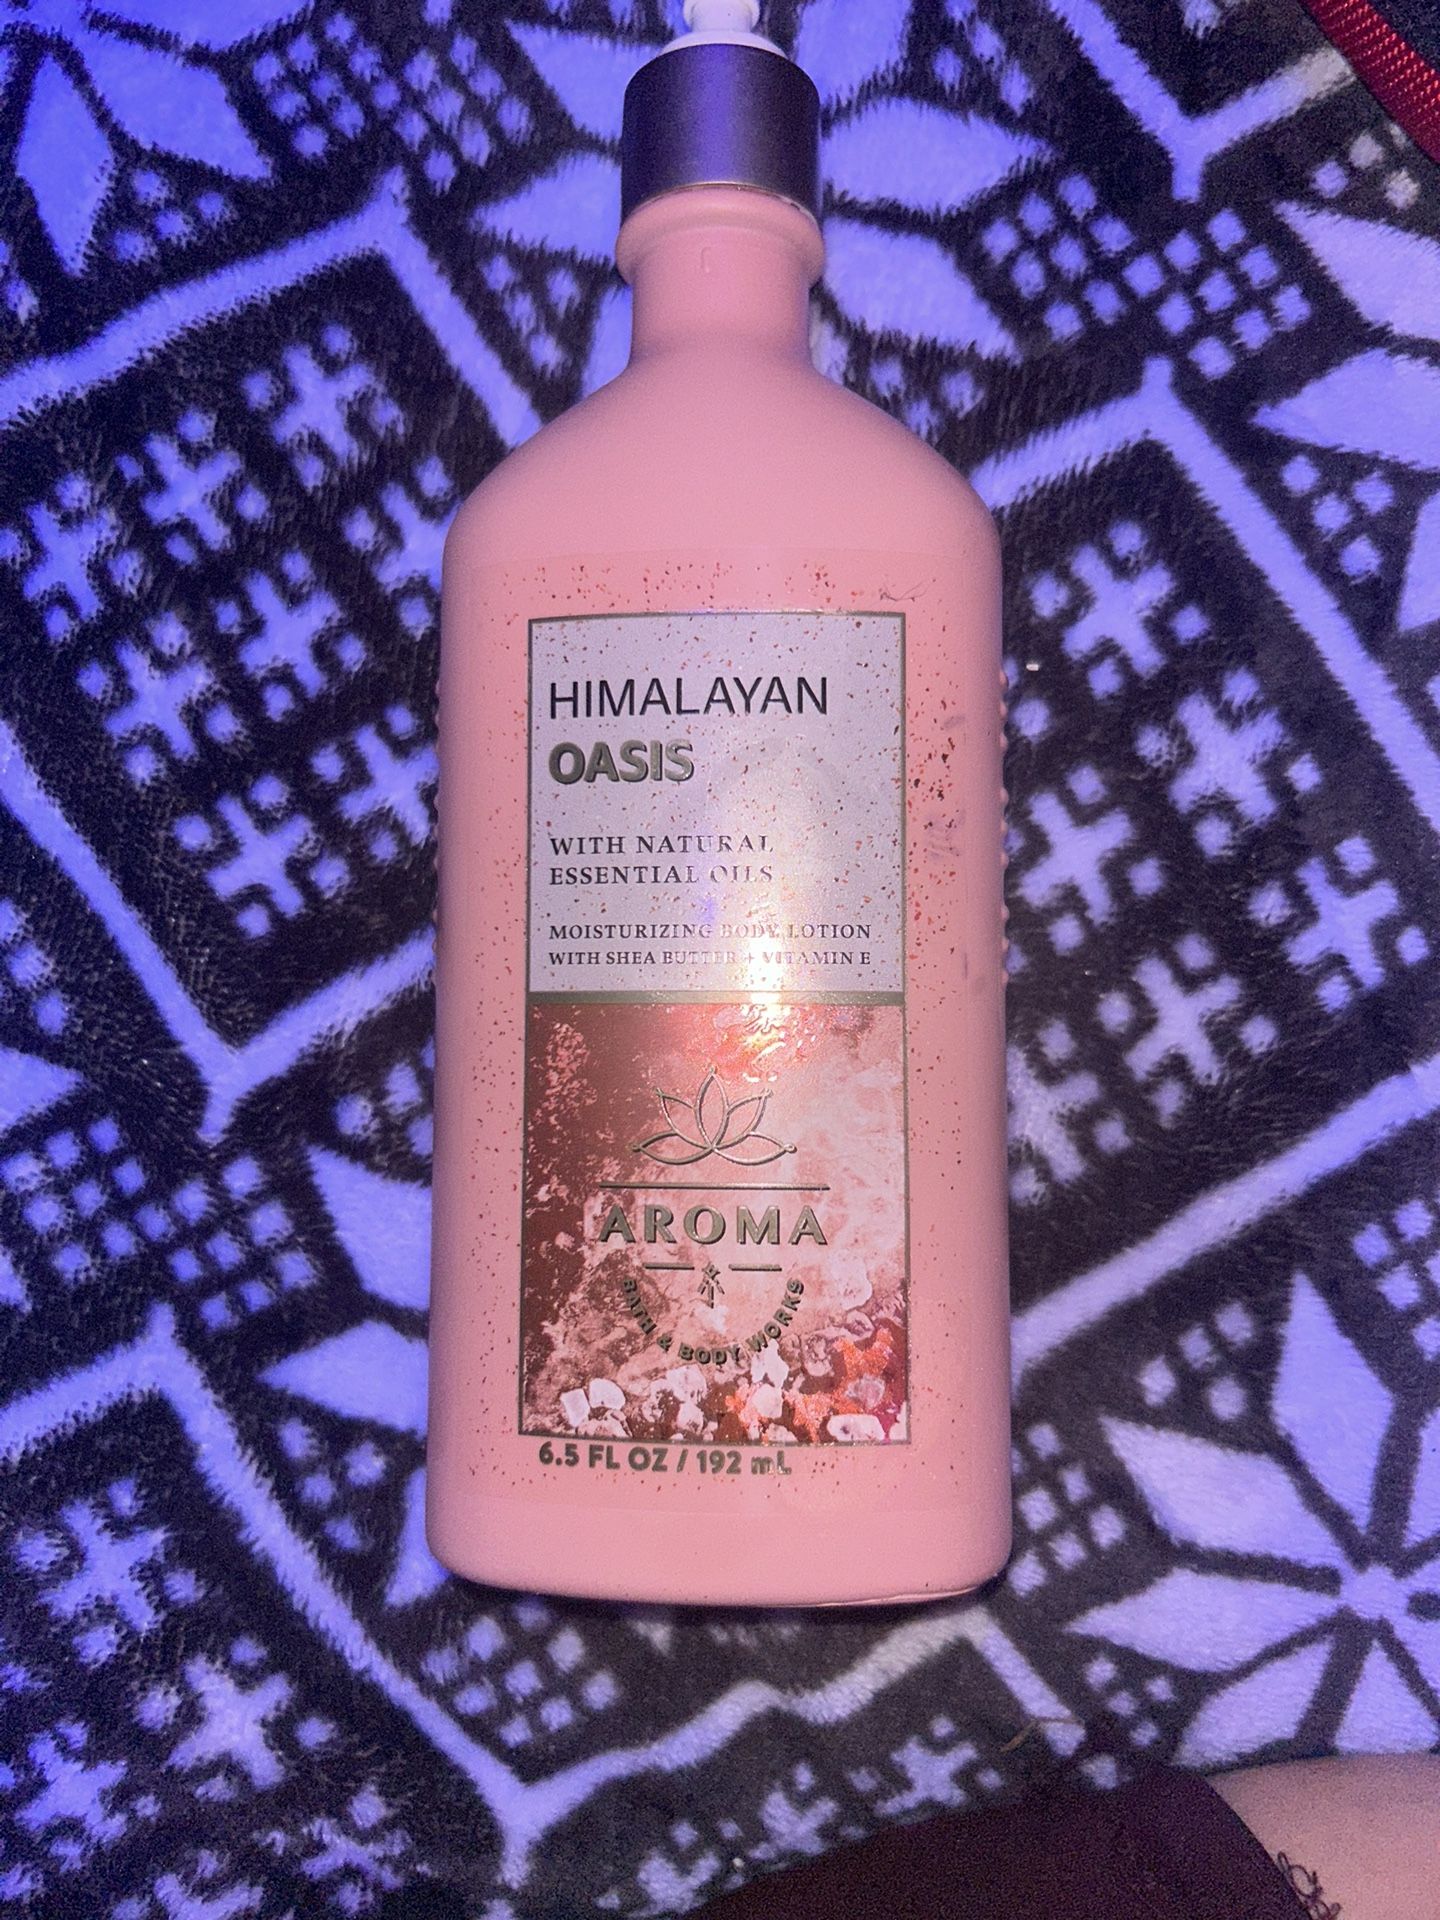 HIMALAYAN
OASIS
WITH NATURAL
ESSENTIAL OILS
MOISTURIZING BODY LOTION
WITH SHEA BUTTER + VITAMIN E
AROMA
BATH & BODY WORKS
6.5 FL OZ / 192 mL